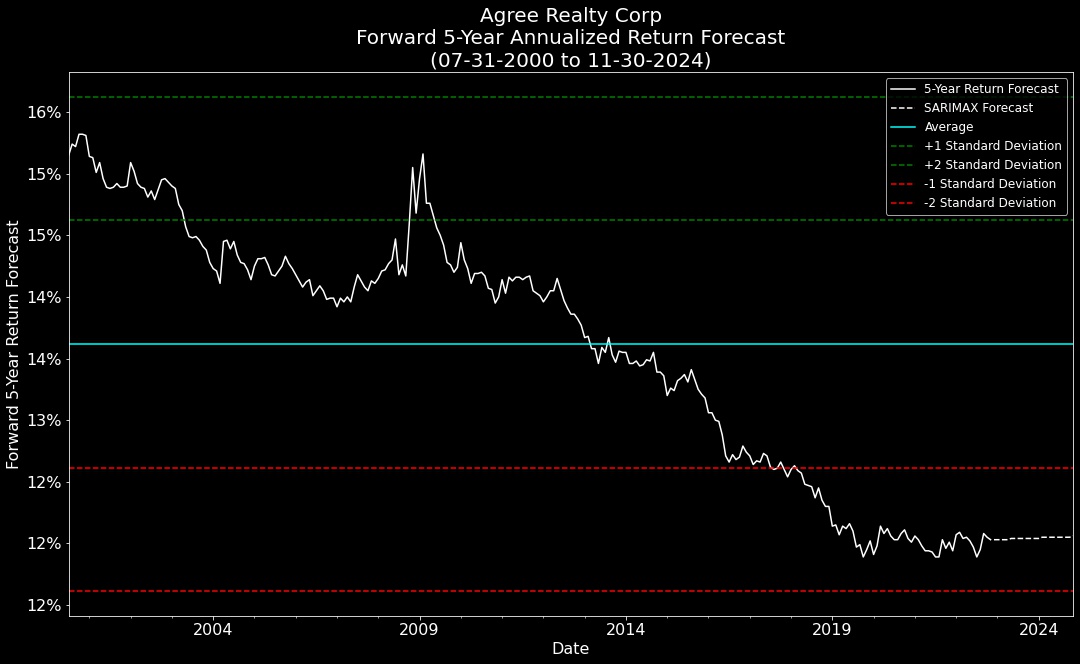 Agree Realty Corp
Forward 5-Year Annualized Return Forecast
(07-31-2000 to 11-30-2024)
5-Year Return Forecast
SARIMAX Forecast
Average
+1 Standard Deviation
+2 Standard Deviation
-1 Standard Deviation
-2 Standard Deviation
Forward 5-Year Return Forecast
16%
15%
15%
14%
14%
13%
12%
12%
12%
2004
2009
2014
2019
2024
Date